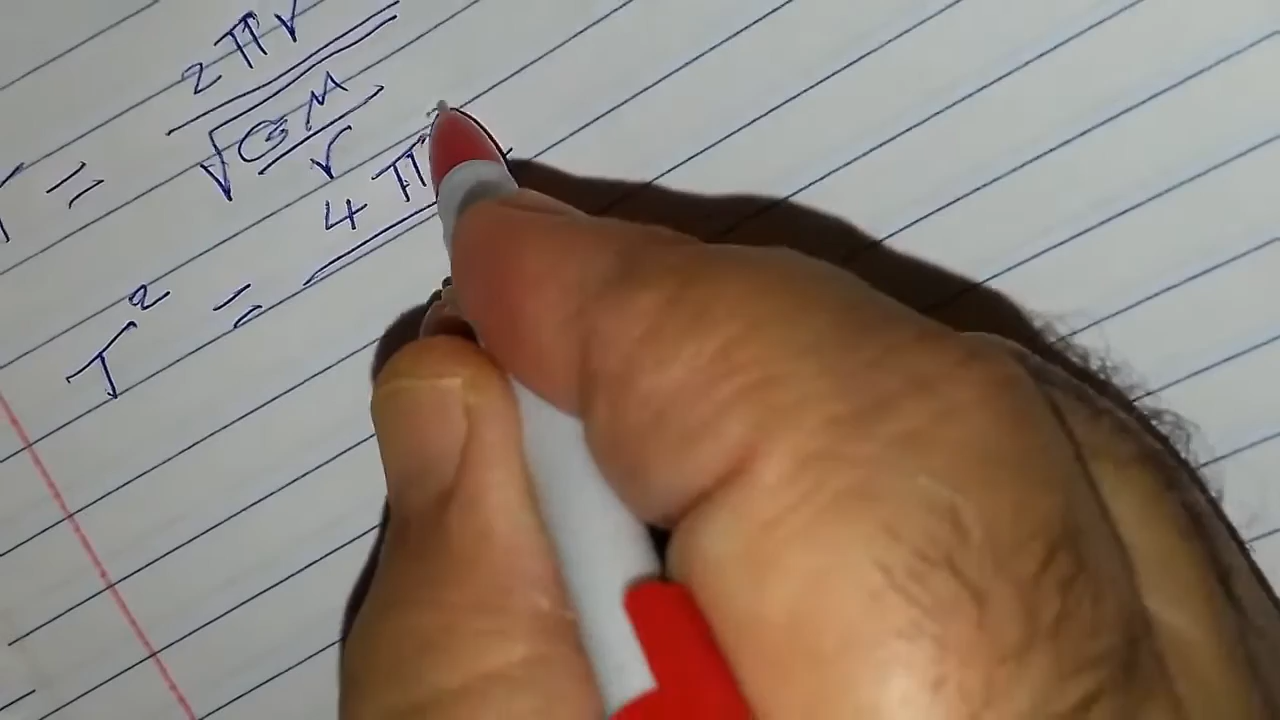 T = 2πr / √(GM/r)
T² = 4π